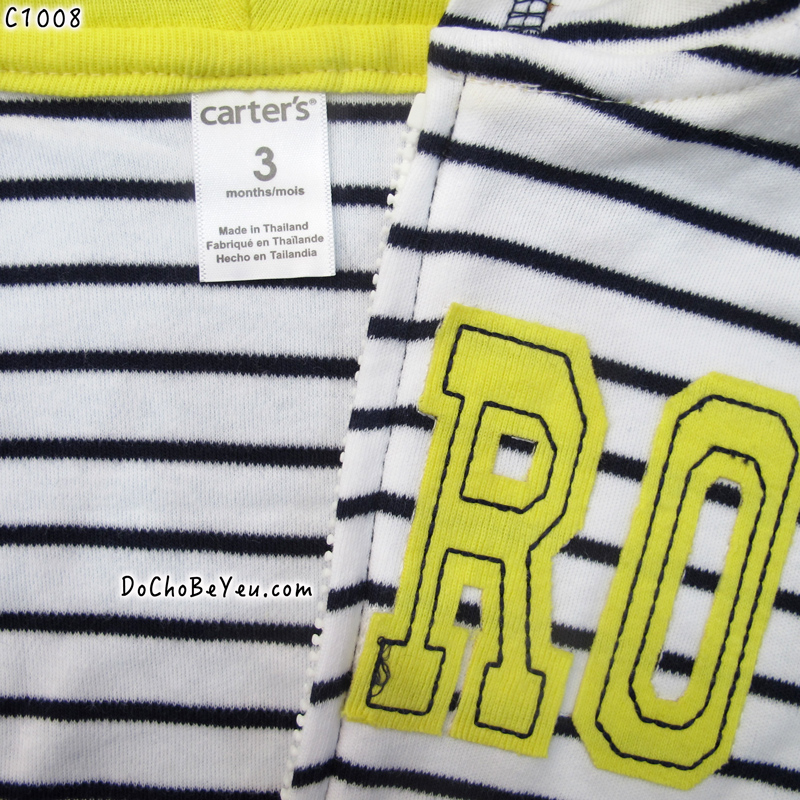 C1008
carter's®
3
months/mois
Made in Thailand
Fabriqué en Thaïlande
Hecho en Tailandia
RO
DoChoBeYeu.com